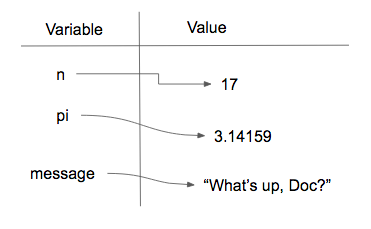 Variable Value
n 17
pi 3.14159
message “What’s up, Doc?”